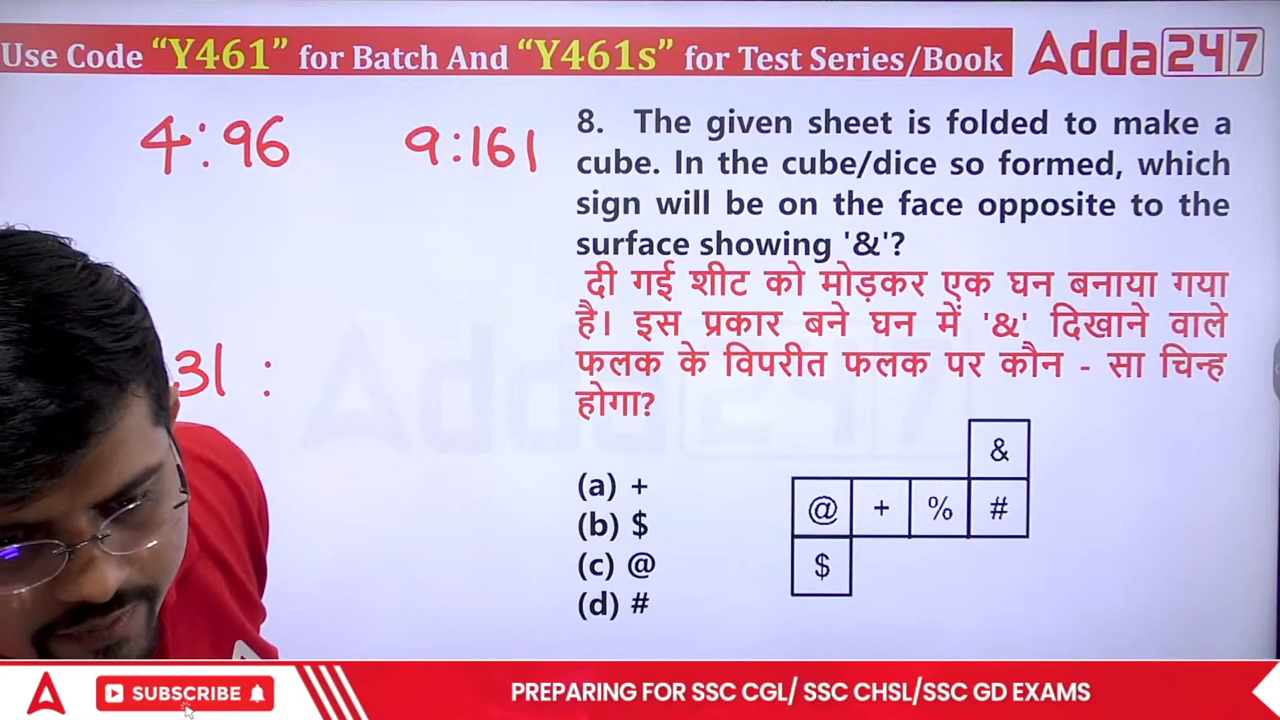 Use Code “Y461” for Batch And “Y461s” for Test Series/Book
Adda247
4:96
9:161
31 :
8. The given sheet is folded to make a
cube. In the cube/dice so formed, which
sign will be on the face opposite to the
surface showing '&'?
दी गई शीट को मोड़कर एक घन बनाया गया
है। इस प्रकार बने घन में '&' दिखाने वाले
फलक के विपरीत फलक पर कौन - सा चिन्ह
होगा?
(a) +
(b) $
(c) @
(d) #
&
@ + % #
$
Adda247
SUBSCRIBE
PREPARING FOR SSC CGL/ SSC CHSL/SSC GD EXAMS